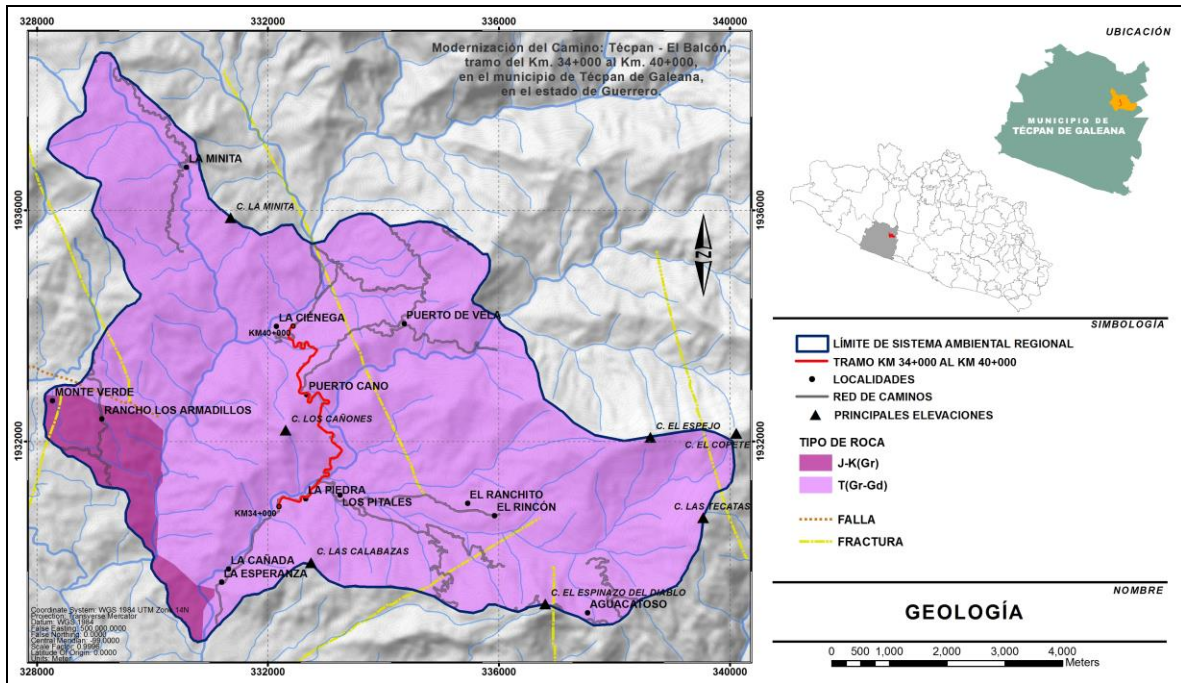 328000
332000
336000
340000
Modernización del Camino: Técpan - El Balcón,
tramo del Km. 34+000 al Km. 40+000,
en el municipio de Técpan de Galeana,
en el estado de Guerrero.
1936000
1936000
LA MINITA
C. LA MINITA
N
LA CIÉNEGA
KM40+000
PUERTO DE VELA
PUERTO CANO
MONTE VERDE
RANCHO LOS ARMADILLOS
C. LOS CAÑONES
1932000
1932000
C. EL ESPEJO
C. EL COPETE
LA PIEDRA
LOS PITALES
KM34+000
EL RANCHITO
EL RINCÓN
C. LAS TECATAS
LA CAÑADA
LA ESPERANZA
C. LAS CALABAZAS
C. EL ESPINAZO DEL DIABLO
AGUACATOSO
Coordinate System: WGS 1984 UTM Zone 14N
Projection: Transverse Mercator
Datum: WGS 1984
False Easting: 500,000.0000
False Northing: 0.0000
Central Meridian: -99.0000
Scale Factor: 0.9996
Latitude Of Origin: 0.0000
Units: Meter
328000
332000
336000
340000
UBICACIÓN
MUNICIPIO DE
TÉCPAN DE GALEANA
SIMBOLOGÍA
LÍMITE DE SISTEMA AMBIENTAL REGIONAL
TRAMO KM 34+000 AL KM 40+000
LOCALIDADES
RED DE CAMINOS
PRINCIPALES ELEVACIONES
TIPO DE ROCA
J-K(Gr)
T(Gr-Gd)
FALLA
FRACTURA
NOMBRE
GEOLOGÍA
0 500 1,000 2,000 3,000 4,000
Meters